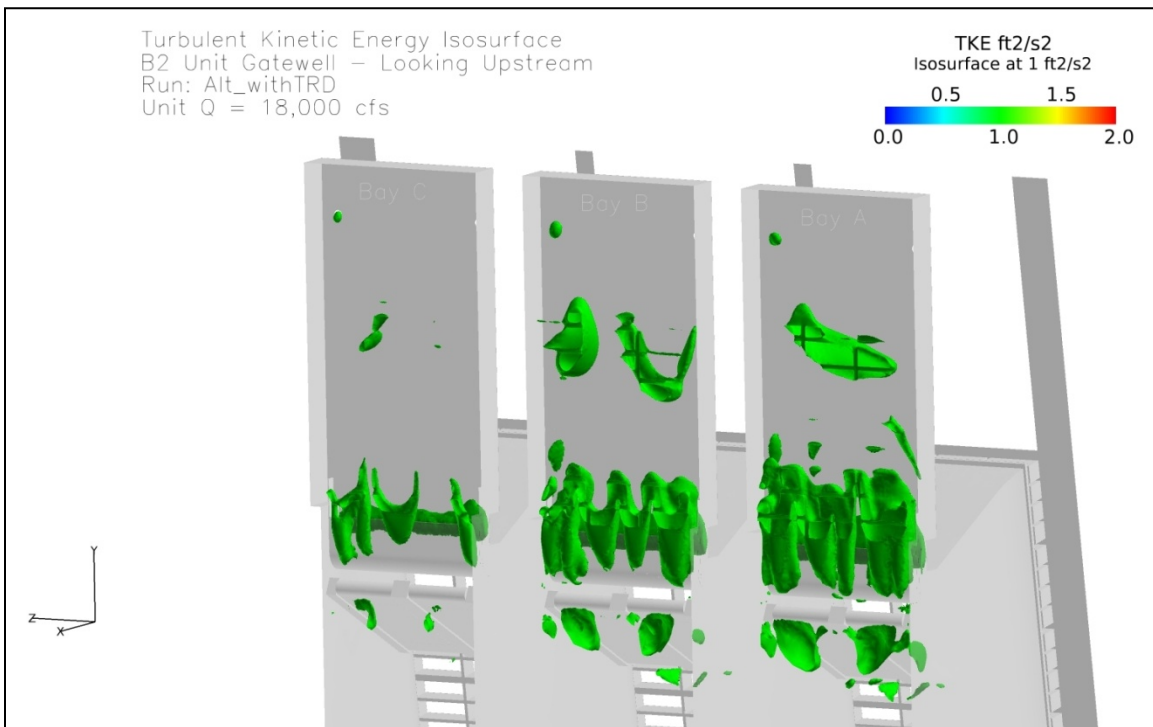 Turbulent Kinetic Energy Isosurface
B2 Unit Gatewell – Looking Upstream
Run: Alt_withTRD
Unit Q = 18,000 cfs
TKE ft2/s2
Isosurface at 1 ft2/s2
0.5 1.5
0.0 1.0 2.0
Bay C
Bay B
Bay A
Y
Z
X